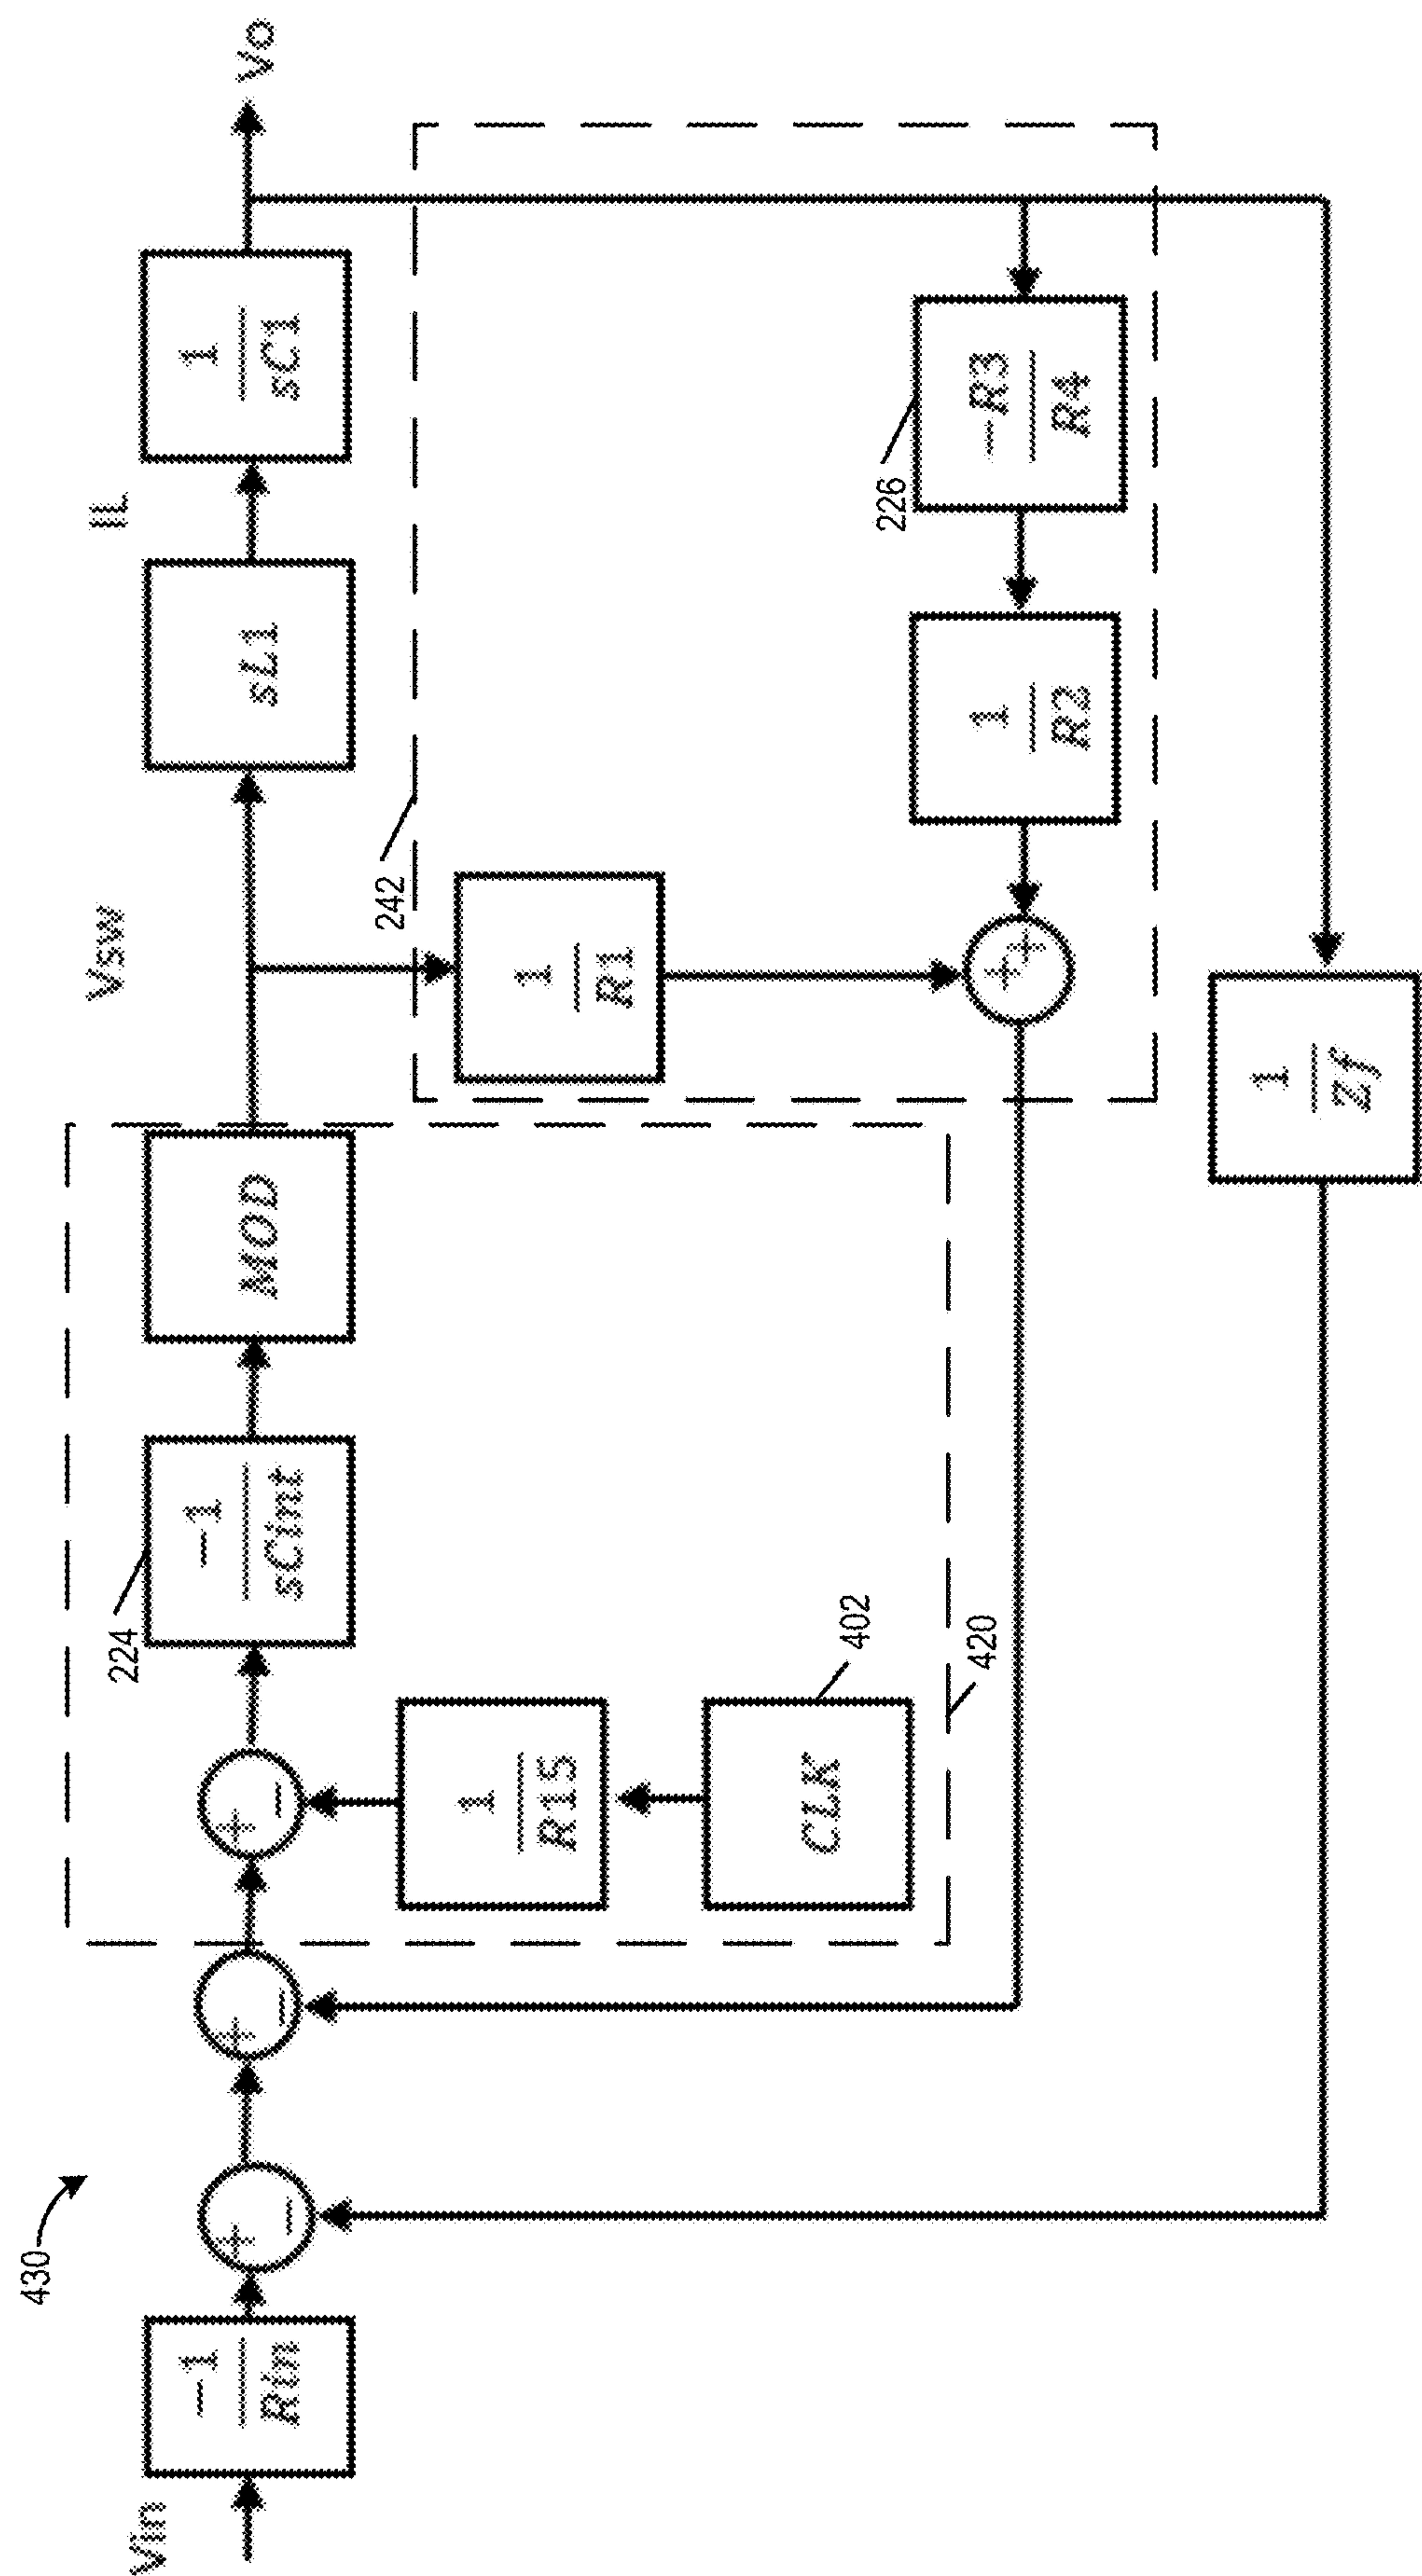 430
Vin
−1
Rin
+
−
+
−
+
−
224
−1
sCint
MOD
1
R15
CLK
402
420
Vsw
sL1
IL
1
sC1
Vo
242
1
R1
+
+
1
R2
226
−R3
R4
1
Zf